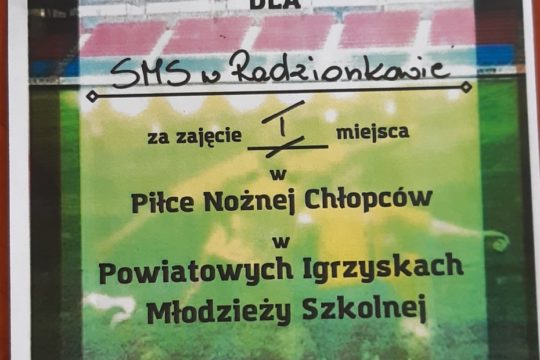 DLA
SMS w Radzionkowie
za zajęcie I miejsca
w
Piłce Nożnej Chłopców
w
Powiatowych Igrzyskach
Młodzieży Szkolnej